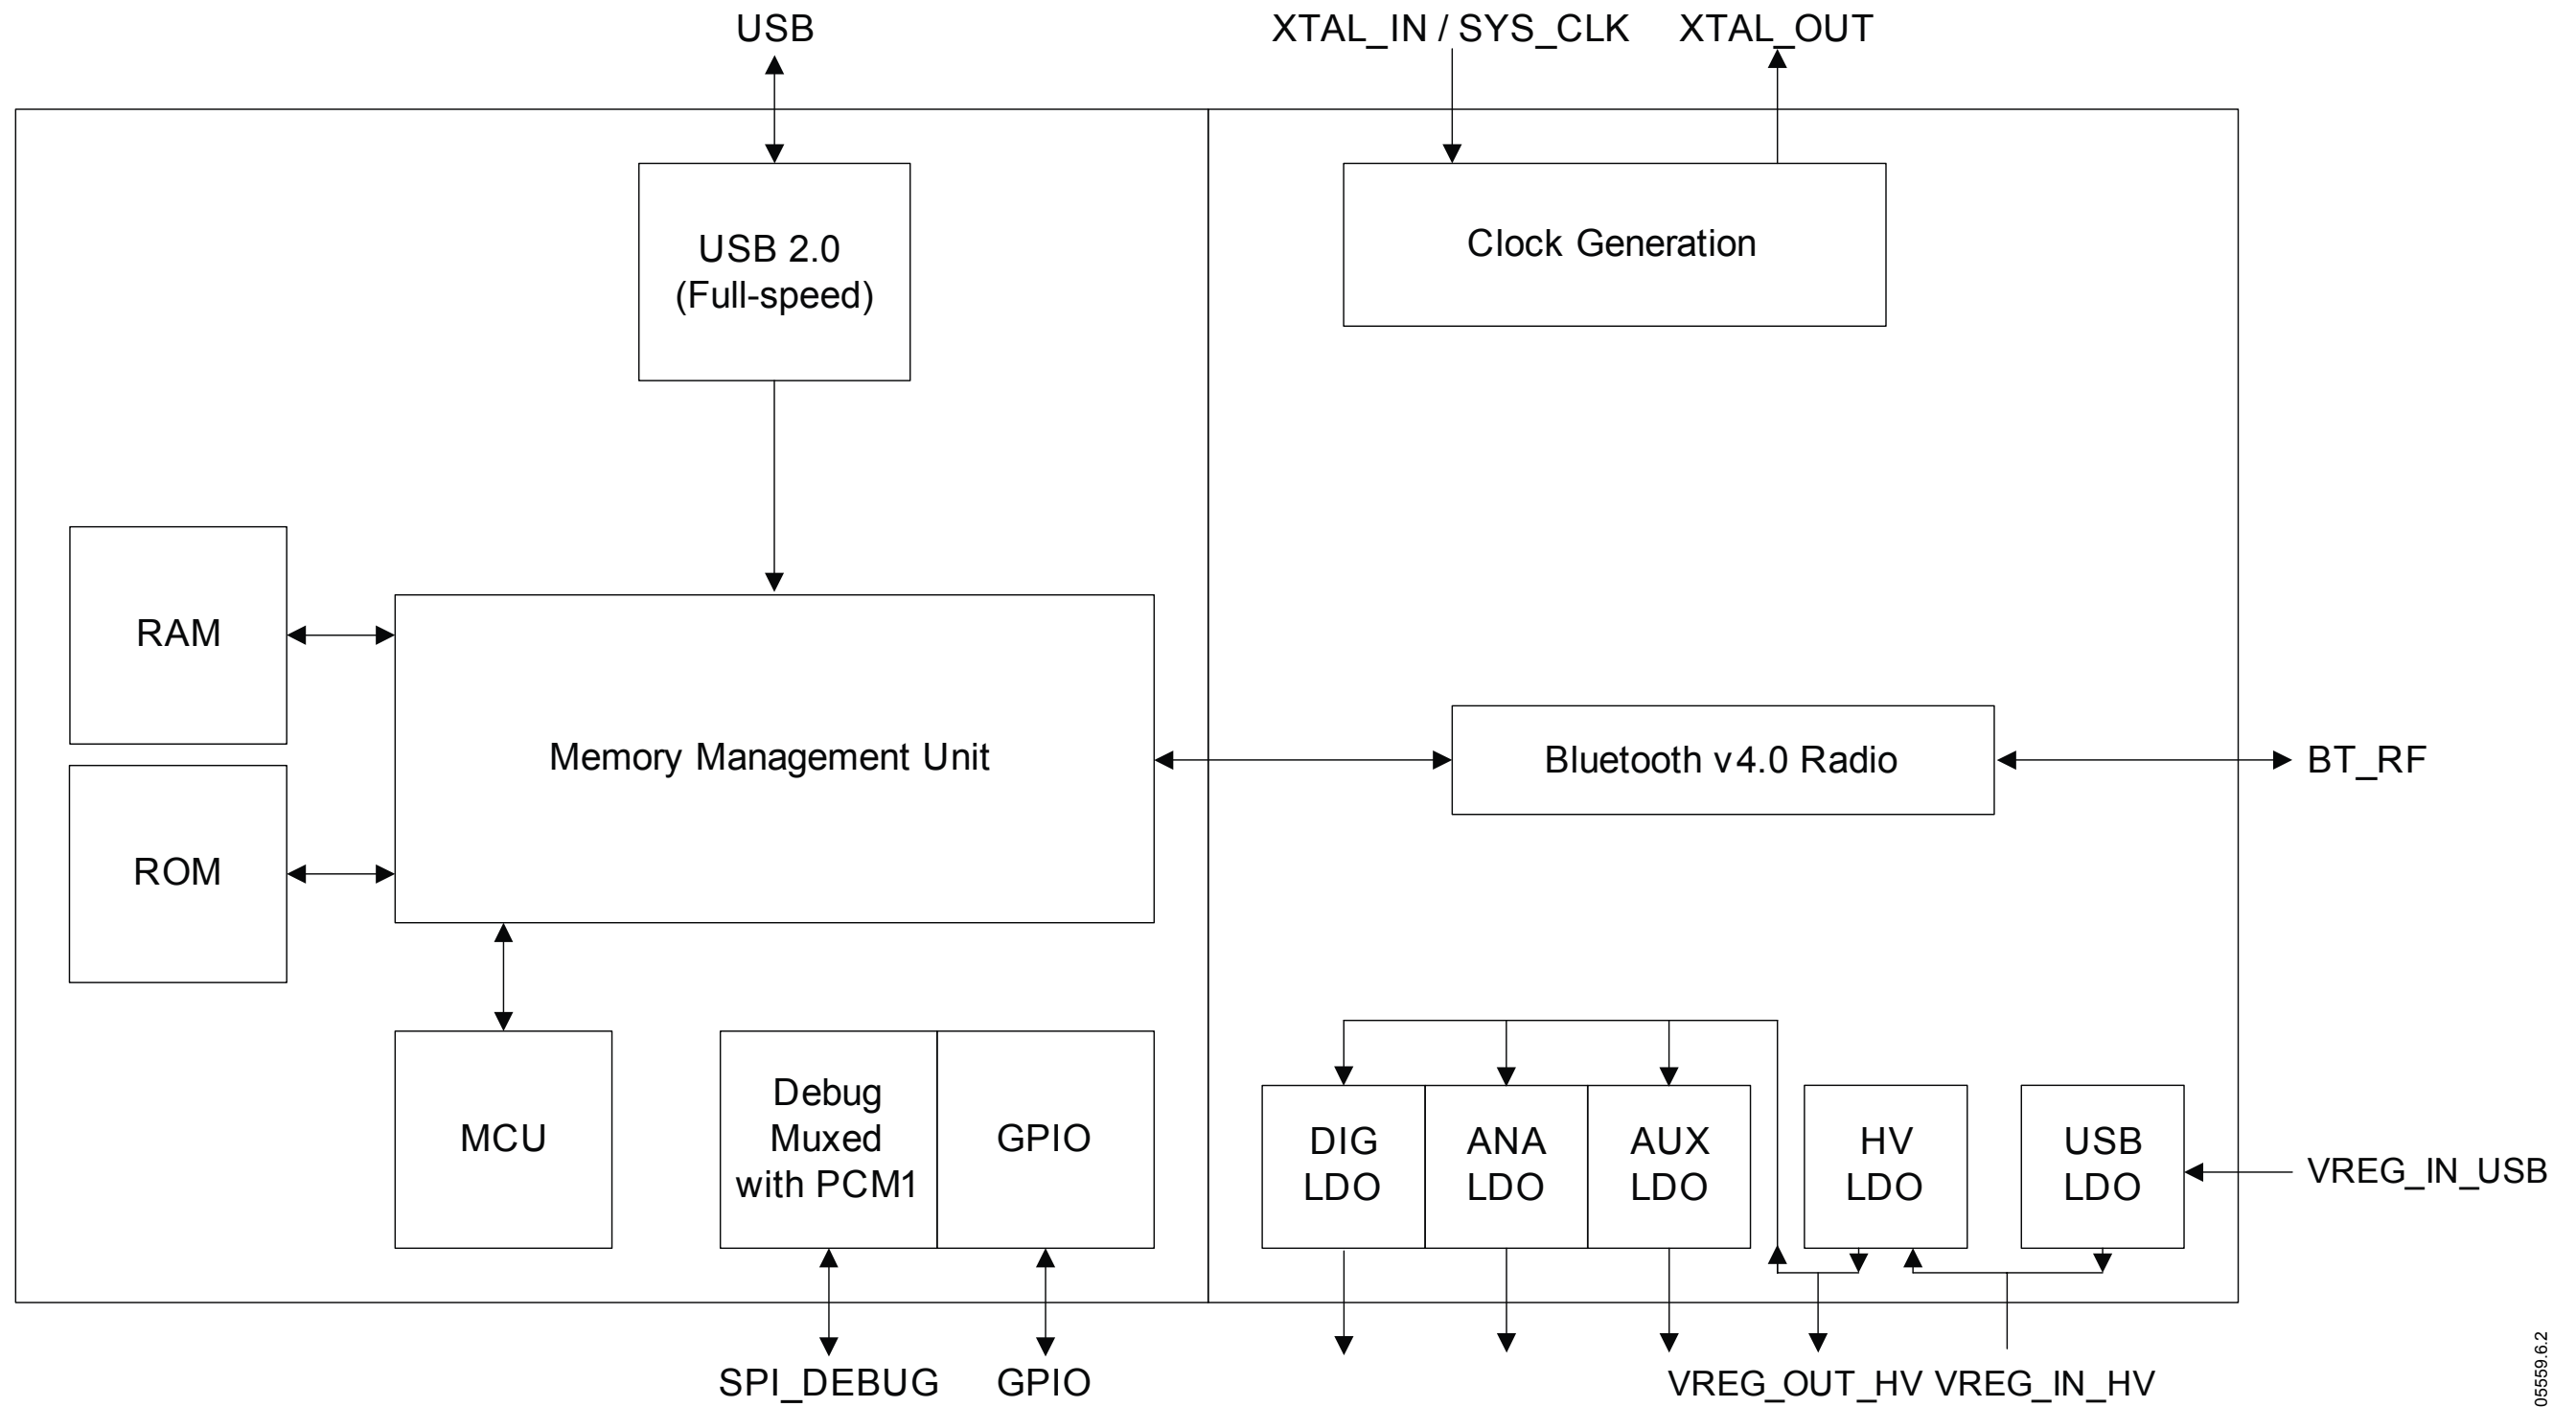 USB
XTAL_IN / SYS_CLK
XTAL_OUT
USB 2.0
(Full-speed)
Clock Generation
RAM
Memory Management Unit
Bluetooth v4.0 Radio
BT_RF
ROM
MCU
Debug
Muxed
with PCM1
GPIO
DIG
LDO
ANA
LDO
AUX
LDO
HV
LDO
USB
LDO
VREG_IN_USB
SPI_DEBUG
GPIO
VREG_OUT_HV
VREG_IN_HV
05559.6.2